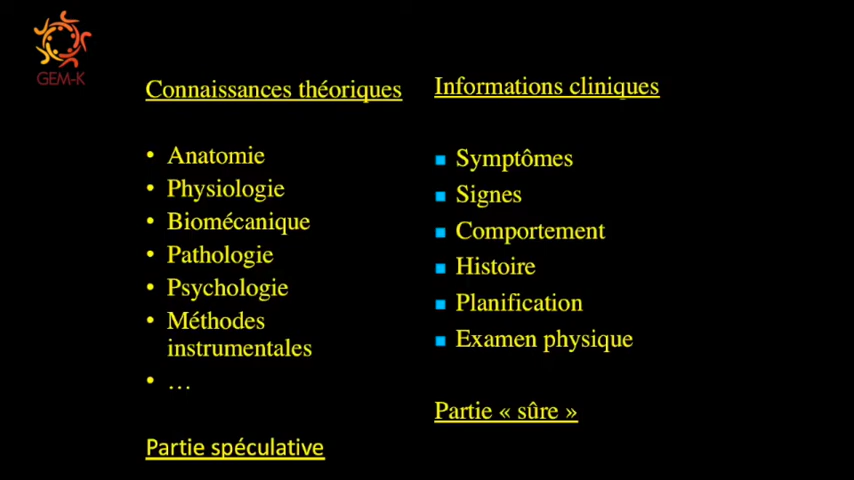 GEM-K
Connaissances théoriques
• Anatomie
• Physiologie
• Biomécanique
• Pathologie
• Psychologie
• Méthodes
instrumentales
• …
Partie spéculative
Informations cliniques
Symptômes
Signes
Comportement
Histoire
Planification
Examen physique
Partie « sûre »